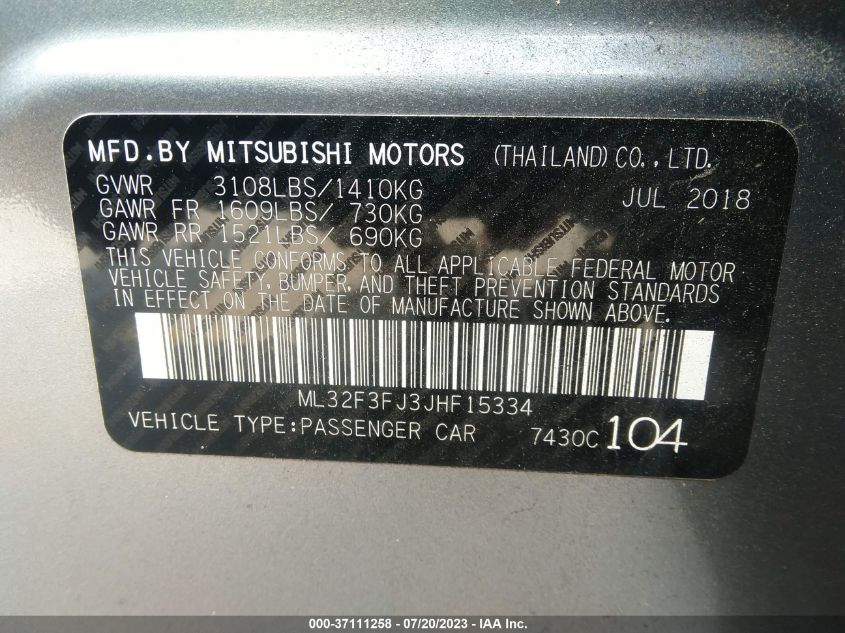 MFD.BY MITSUBISHI MOTORS (THAILAND)CO.,LTD.
GVWR 3108LBS/1410KG JUL 2018
GAWR FR 1609LBS/ 730KG
GAWR RR 1521LBS/ 690KG
THIS VEHICLE CONFORMS TO ALL APPLICABLE FEDERAL MOTOR
VEHICLE SAFETY, BUMPER, AND THEFT PREVENTION STANDARDS
IN EFFECT ON THE DATE OF MANUFACTURE SHOWN ABOVE.
ML32F3FJ3JHF15334
VEHICLE TYPE:PASSENGER CAR 7430C 104
000-37111258 - 07/20/2023 - IAA Inc.